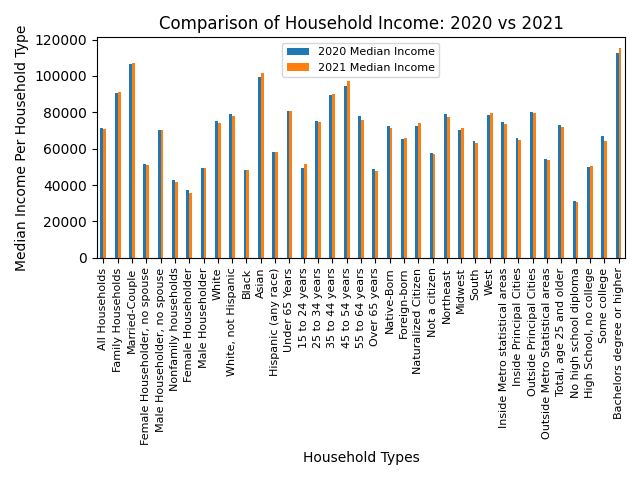 Comparison of Household Income: 2020 vs 2021
2020 Median Income
2021 Median Income
Median Income Per Household Type
120000
100000
80000
60000
40000
20000
0
All Households
Family Households
Married-Couple
Female Householder, no spouse
Male Householder, no spouse
Nonfamily households
Female Householder
Male Householder
White
White, not Hispanic
Black
Asian
Hispanic (any race)
Under 65 Years
15 to 24 years
25 to 34 years
35 to 44 years
45 to 54 years
55 to 64 years
Over 65 years
Native-Born
Foreign-born
Naturalized Citizen
Not a citizen
Northeast
Midwest
South
West
Inside Metro statistical areas
Inside Principal Cities
Outside Principal Cities
Outside Metro Statistical areas
Total, age 25 and older
No high school diploma
High School, no college
Some college
Bachelors degree or higher
Household Types